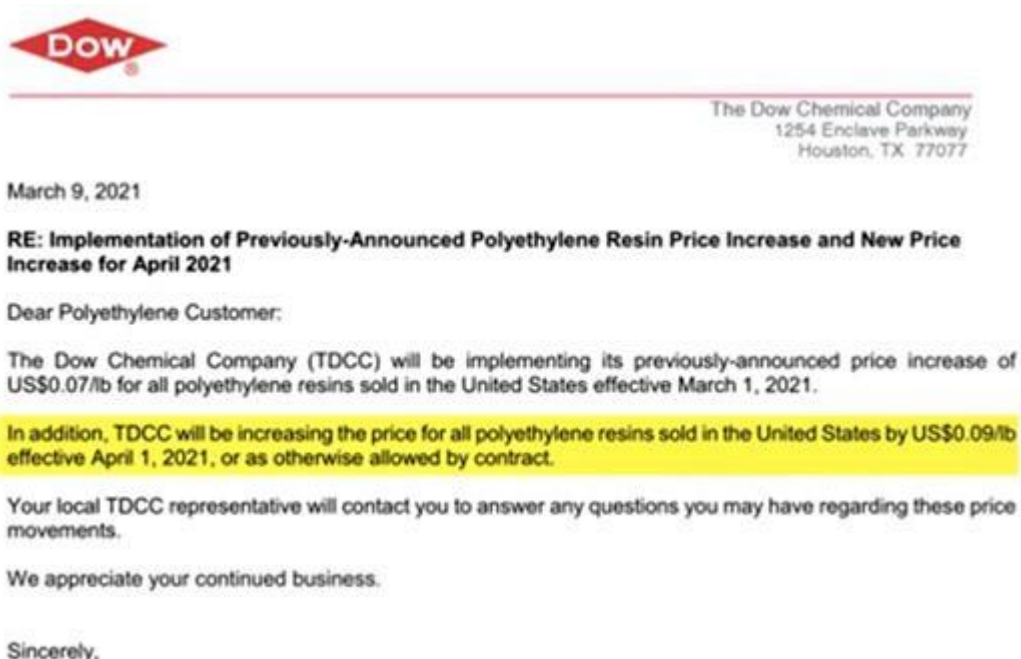 Dow
®
The Dow Chemical Company
1254 Enclave Parkway
Houston, TX 77077
March 9, 2021
RE: Implementation of Previously-Announced Polyethylene Resin Price Increase and New Price
Increase for April 2021
Dear Polyethylene Customer:
The Dow Chemical Company (TDCC) will be implementing its previously-announced price increase of
US$0.07/lb for all polyethylene resins sold in the United States effective March 1, 2021.
In addition, TDCC will be increasing the price for all polyethylene resins sold in the United States by US$0.09/lb
effective April 1, 2021, or as otherwise allowed by contract.
Your local TDCC representative will contact you to answer any questions you may have regarding these price
movements.
We appreciate your continued business.
Sincerely,